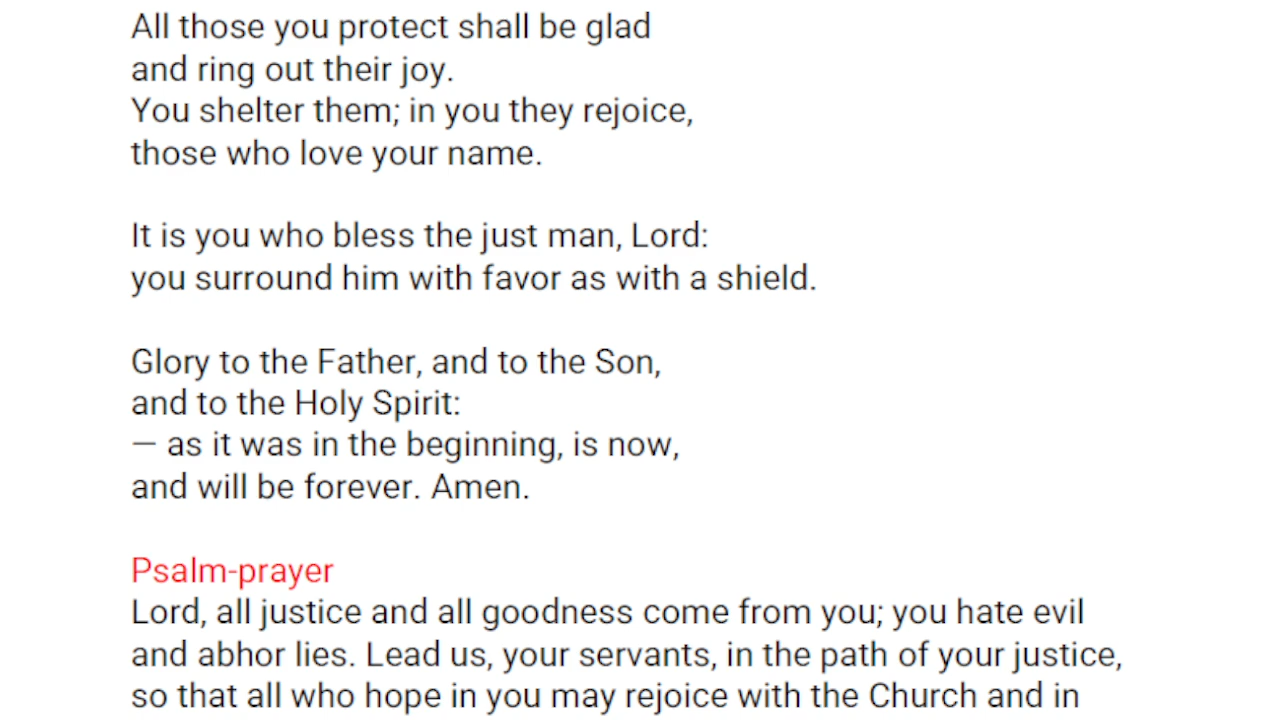 All those you protect shall be glad
and ring out their joy.
You shelter them; in you they rejoice,
those who love your name.

It is you who bless the just man, Lord:
you surround him with favor as with a shield.

Glory to the Father, and to the Son,
and to the Holy Spirit:
— as it was in the beginning, is now,
and will be forever. Amen.

Psalm-prayer
Lord, all justice and all goodness come from you; you hate evil
and abhor lies. Lead us, your servants, in the path of your justice,
so that all who hope in you may rejoice with the Church and in